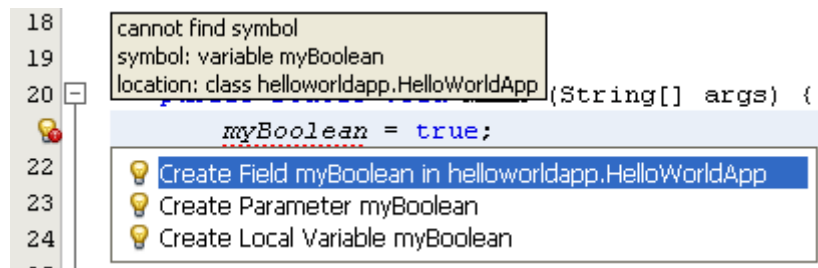 18
cannot find symbol
19
symbol: variable myBoolean
location: class helloworldapp.HelloWorldApp
20 (String[] args) {
myBoolean = true;
22 Create Field myBoolean in helloworldapp.HelloWorldApp
23 Create Parameter myBoolean
24 Create Local Variable myBoolean